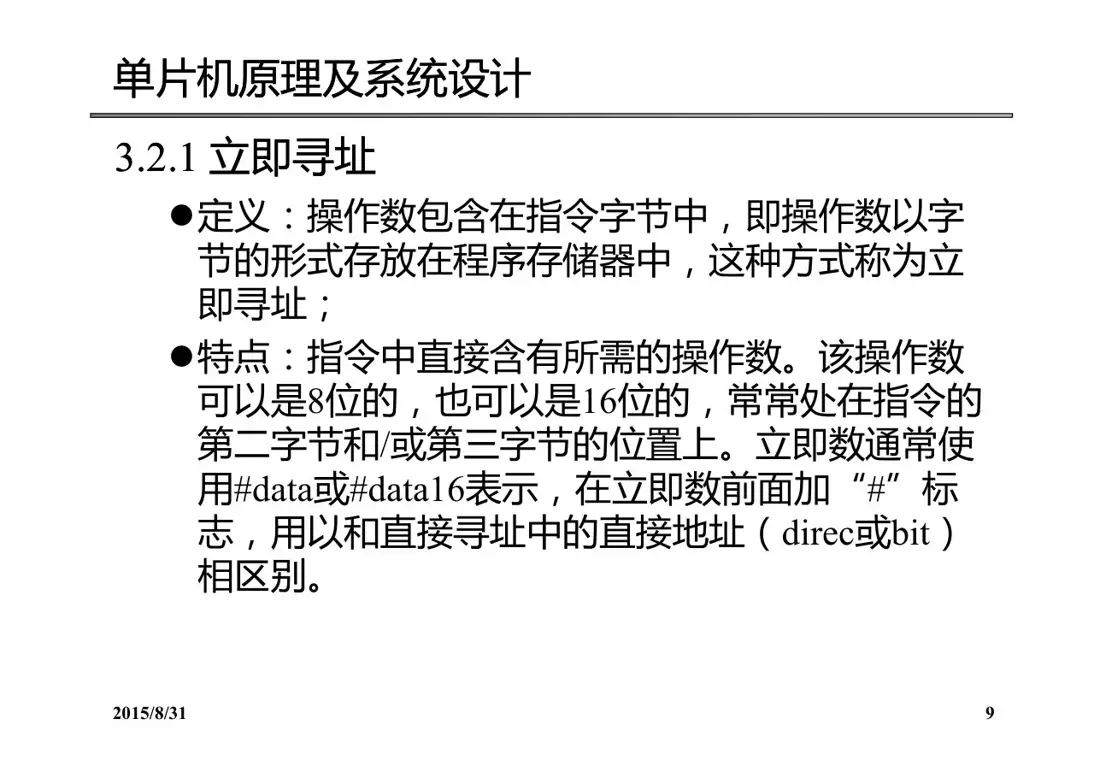 单片机原理及系统设计
3.2.1 立即寻址
●定义：操作数包含在指令字节中，即操作数以字
节的形式存放在程序存储器中，这种方式称为立
即寻址；
●特点：指令中直接含有所需的操作数。该操作数
可以是8位的，也可以是16位的，常常处在指令的
第二字节和/或第三字节的位置上。立即数通常使
用#data或#data16表示，在立即数前面加“#”标
志，用以和直接寻址中的直接地址（direc或bit）
相区别。
2015/8/31 9